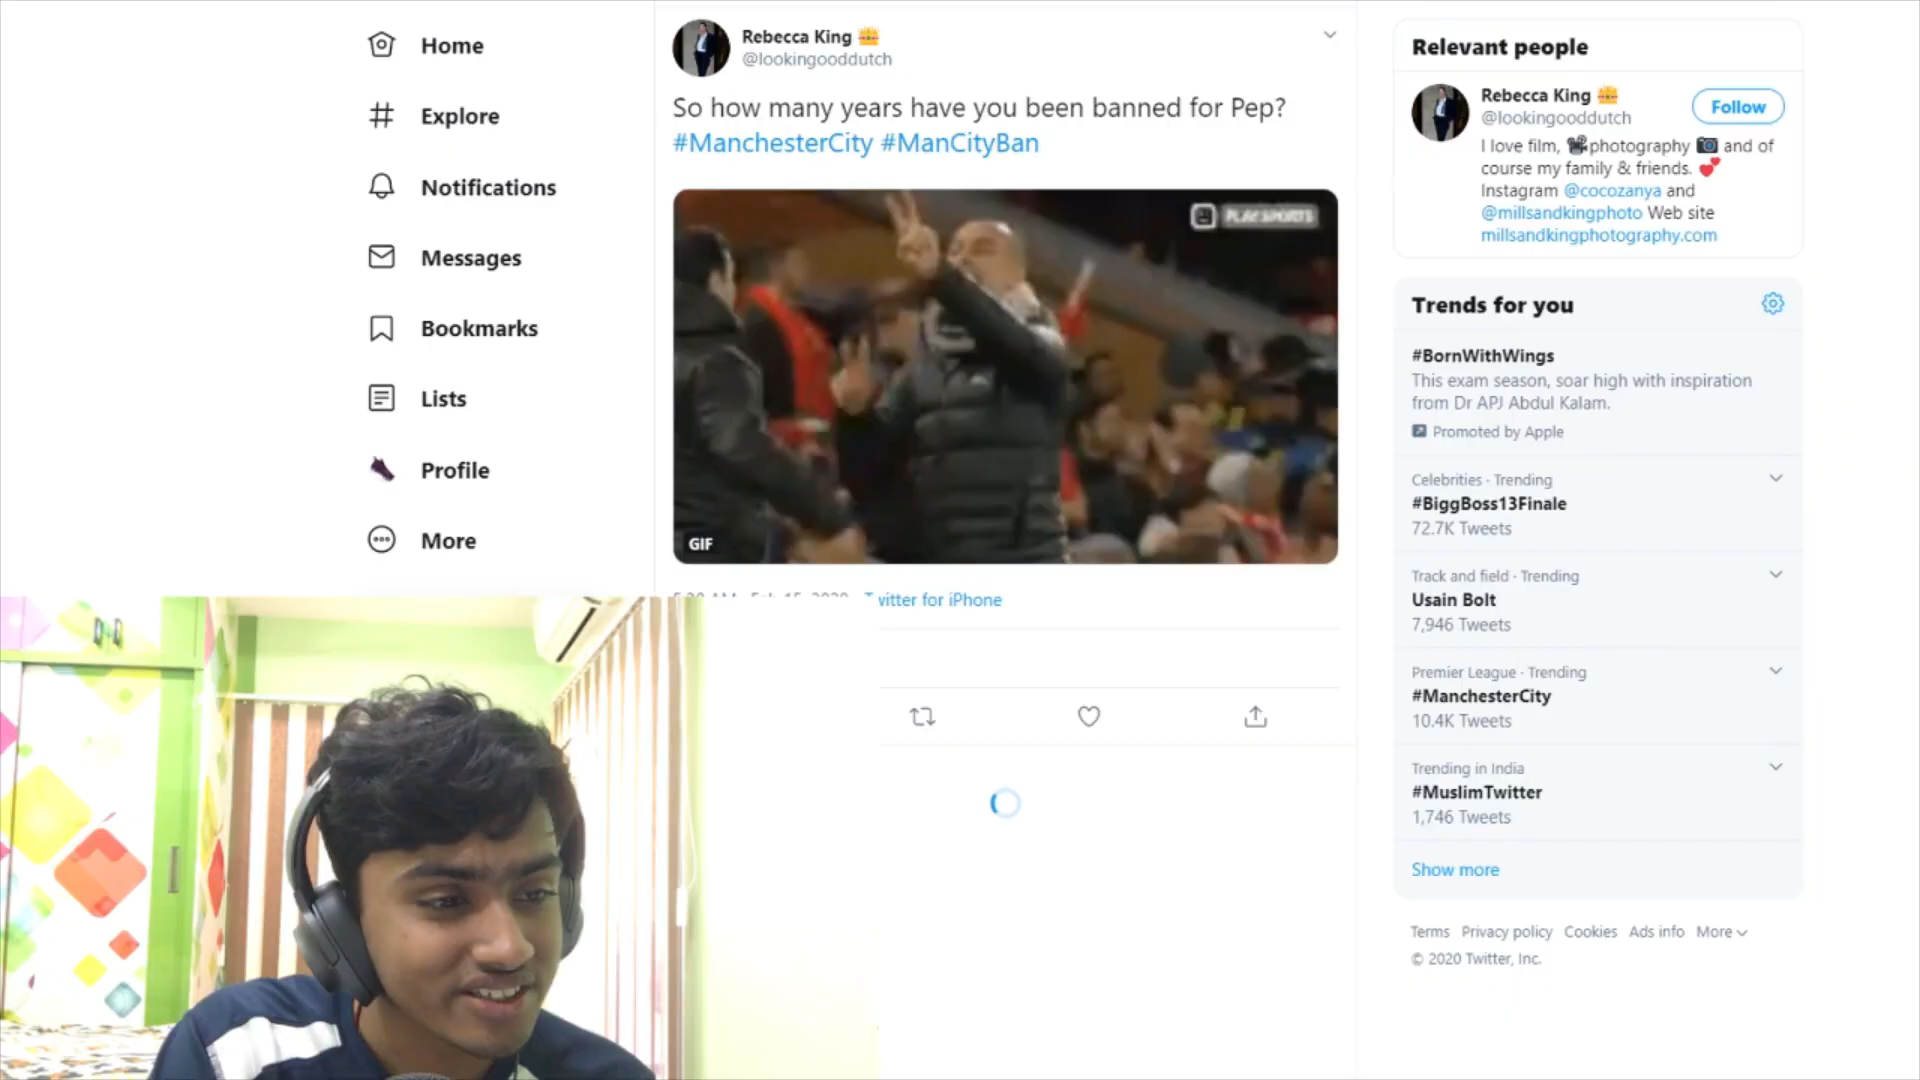 Home
Explore
Notifications
Messages
Bookmarks
Lists
Profile
More
Rebecca King
@lookingooddutch
So how many years have you been banned for Pep?
#ManchesterCity #ManCityBan
PLAY SPORTS
GIF
Twitter for iPhone
Relevant people
Rebecca King
@lookingooddutch
Follow
I love film, photography and of
course my family & friends.
Instagram @cocozanya and
@millsandkingphoto Web site
millsandkingphotography.com
Trends for you
#BornWithWings
This exam season, soar high with inspiration
from Dr APJ Abdul Kalam.
Promoted by Apple
Celebrities · Trending
#BiggBoss13Finale
72.7K Tweets
Track and field · Trending
Usain Bolt
7,946 Tweets
Premier League · Trending
#ManchesterCity
10.4K Tweets
Trending in India
#MuslimTwitter
1,746 Tweets
Show more
Terms Privacy policy Cookies Ads info More
© 2020 Twitter, Inc.